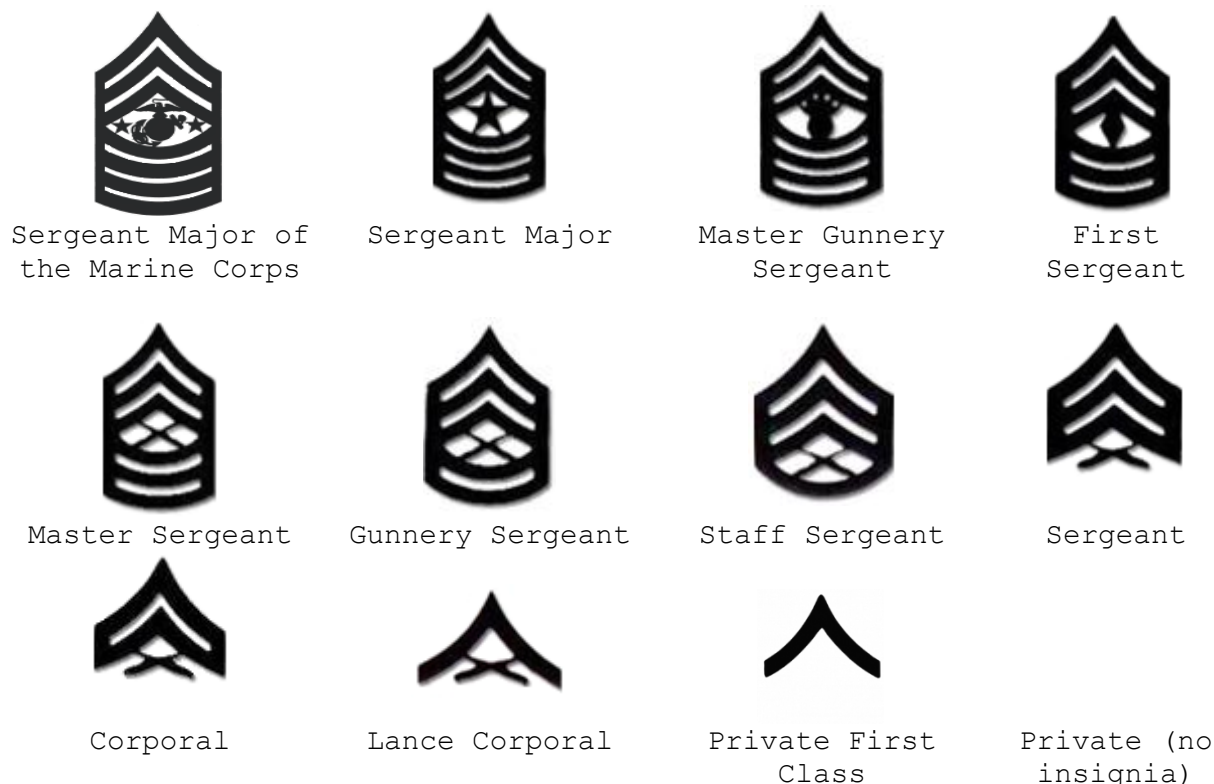 Sergeant Major of
the Marine Corps
Sergeant Major
Master Gunnery
Sergeant
First
Sergeant
Master Sergeant
Gunnery Sergeant
Staff Sergeant
Sergeant
Corporal
Lance Corporal
Private First
Class
Private (no
insignia)